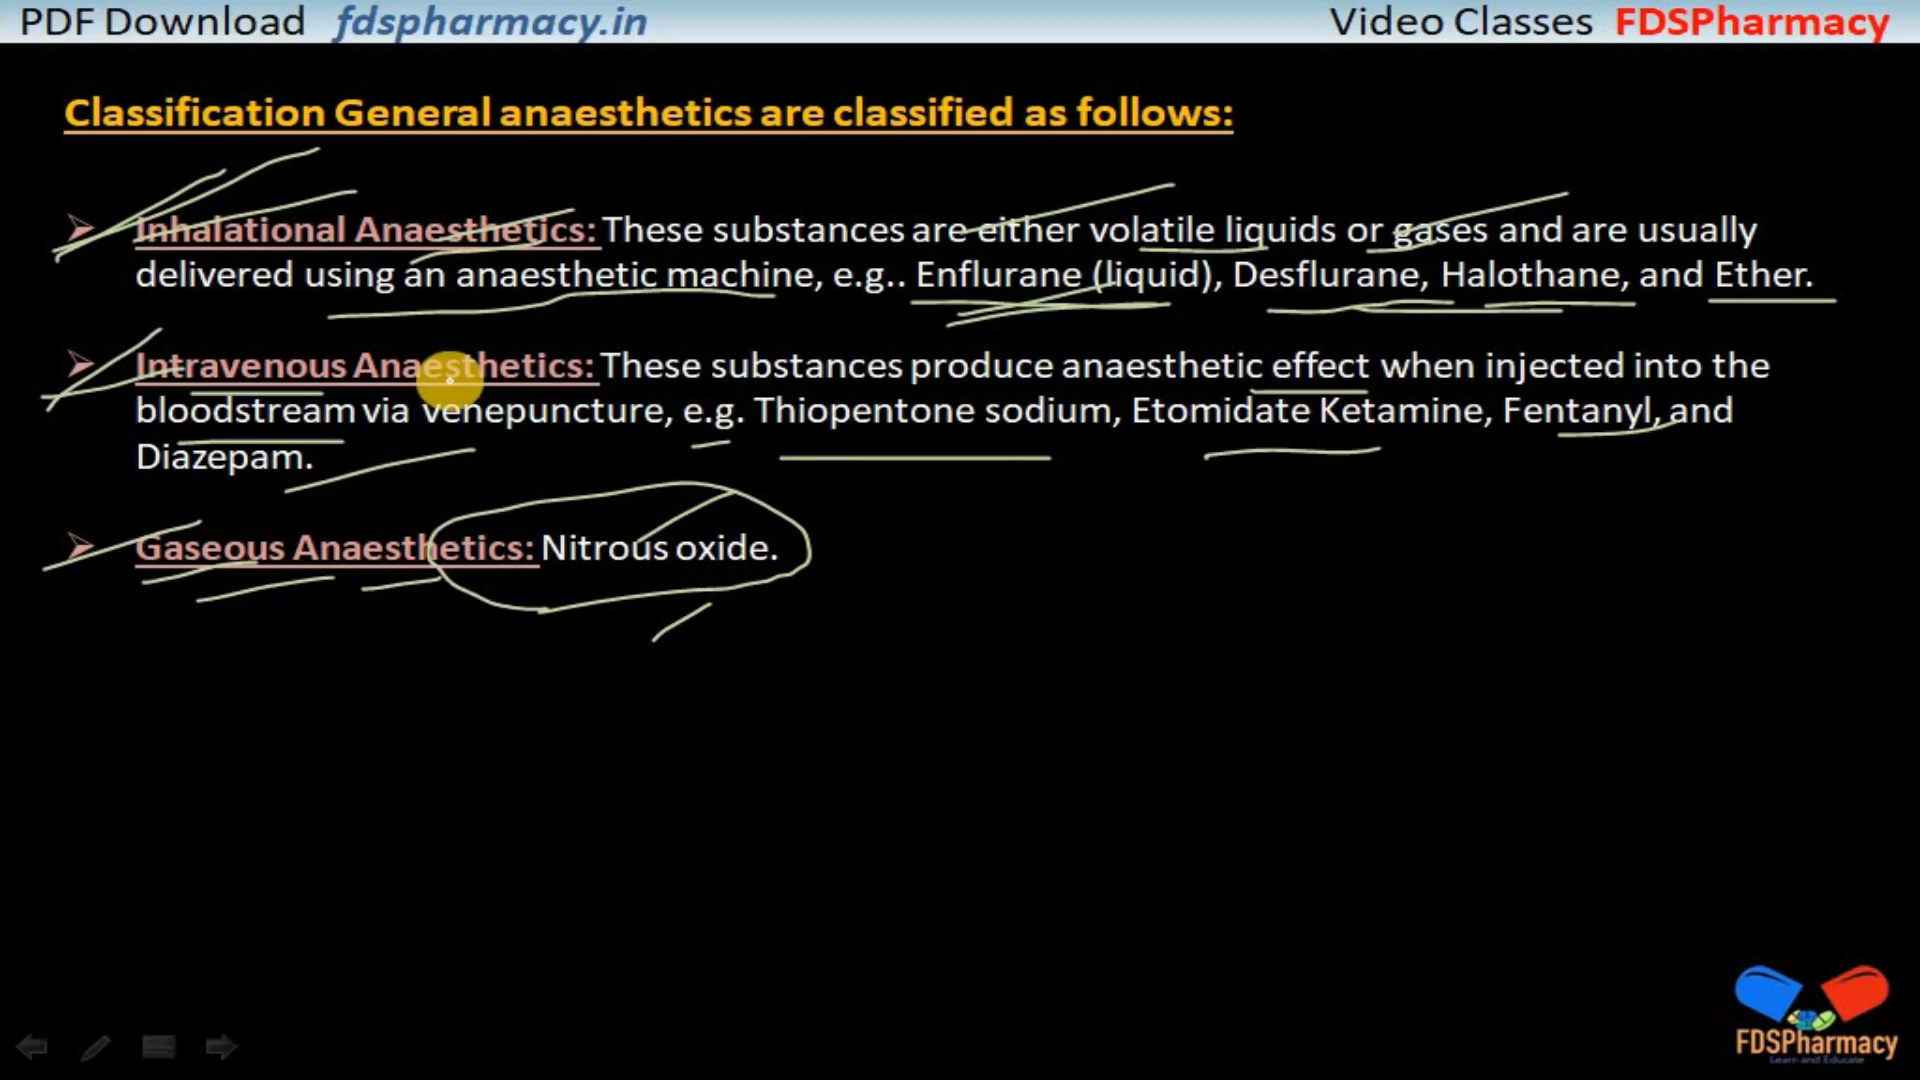 PDF Download fdspharmacy.in Video Classes FDSPharmacy
Classification General anaesthetics are classified as follows:
Inhalational Anaesthetics: These substances are either volatile liquids or gases and are usually
delivered using an anaesthetic machine, e.g.. Enflurane (liquid), Desflurane, Halothane, and Ether.
Intravenous Anaesthetics: These substances produce anaesthetic effect when injected into the
bloodstream via venepuncture, e.g. Thiopentone sodium, Etomidate Ketamine, Fentanyl, and
Diazepam.
Gaseous Anaesthetics: Nitrous oxide.
FDSPharmacy
Learn and Educate